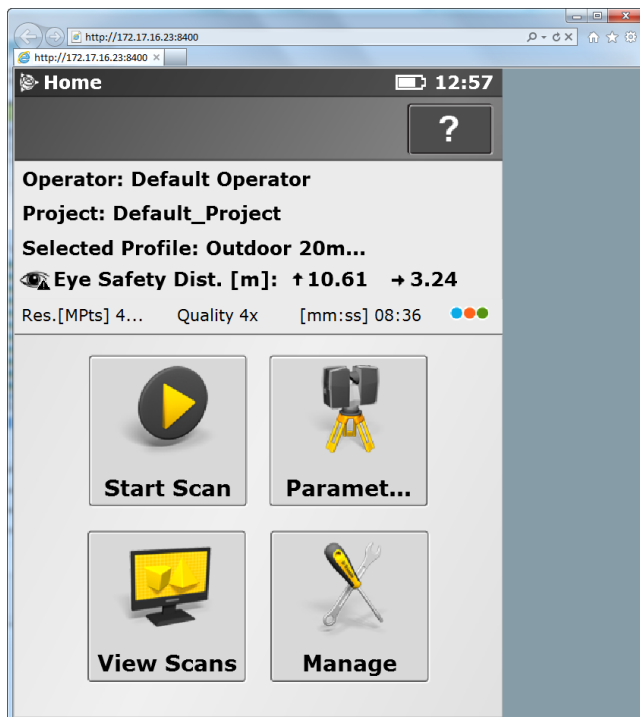 http://172.17.16.23:8400
http://172.17.16.23:8400
Home 12:57
?
Operator: Default Operator
Project: Default_Project
Selected Profile: Outdoor 20m...
Eye Safety Dist. [m]: ↑10.61 →3.24
Res.[MPts] 4... Quality 4x [mm:ss] 08:36
Start Scan Paramet...
View Scans Manage